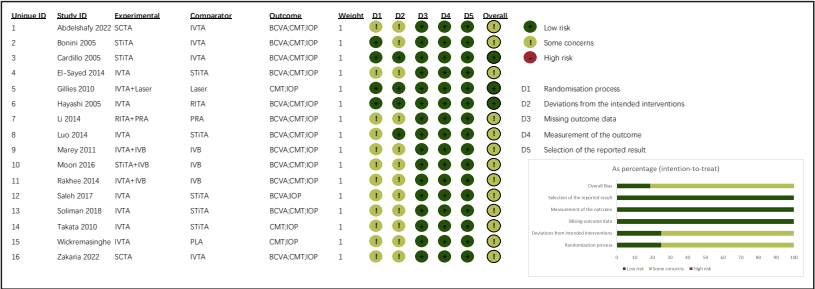 Unique ID Study ID Experimental Comparator Outcome Weight D1 D2 D3 D4 D5 Overall
1 Abdelshafy 2022 SCTA IVTA BCVA;CMT;IOP 1 ! ! + + + !
2 Bonini 2005 STiTA IVTA BCVA;CMT;IOP 1 + ! + + + !
3 Cardillo 2005 STiTA IVTA BCVA;CMT;IOP 1 + + + + + +
4 El-Sayed 2014 IVTA STiTA BCVA;CMT;IOP 1 ! ! + + + !
5 Gillies 2010 IVTA+Laser Laser CMT;IOP 1 + + + + + +
6 Hayashi 2005 IVTA RITA BCVA;CMT;IOP 1 + + + + + +
7 Li 2014 RITA+PRA PRA BCVA;CMT;IOP 1 ! ! + + + !
8 Luo 2014 IVTA STiTA BCVA;CMT;IOP 1 ! + + + + !
9 Marey 2011 IVTA+IVB IVB BCVA;CMT;IOP 1 ! ! + + + !
10 Moon 2016 STiTA+IVB IVB BCVA;CMT;IOP 1 ! ! + + + !
11 Rakhee 2014 IVTA+IVB IVB BCVA;CMT;IOP 1 ! ! + + + !
12 Saleh 2017 IVTA STiTA BCVA;IOP 1 ! ! + + + !
13 Soliman 2018 IVTA STiTA BCVA;CMT;IOP 1 ! ! + + + !
14 Takata 2010 IVTA STiTA CMT;IOP 1 ! ! + + + !
15 Wickremasinghe IVTA PLA CMT;IOP 1 ! ! + + + !
16 Zakaria 2022 SCTA IVTA BCVA;CMT;IOP 1 ! ! + + + !
+ Low risk
! Some concerns
- High risk
D1 Randomisation process
D2 Deviations from the intended interventions
D3 Missing outcome data
D4 Measurement of the outcome
D5 Selection of the reported result
As percentage (intention-to-treat)
Overall Bias
Selection of the reported result
Measurement of the outcome
Mising outcome data
Deviations from intended interventions
Randomization process
0 10 20 30 40 50 60 70 80 90 100
Low risk Some concerns High risk